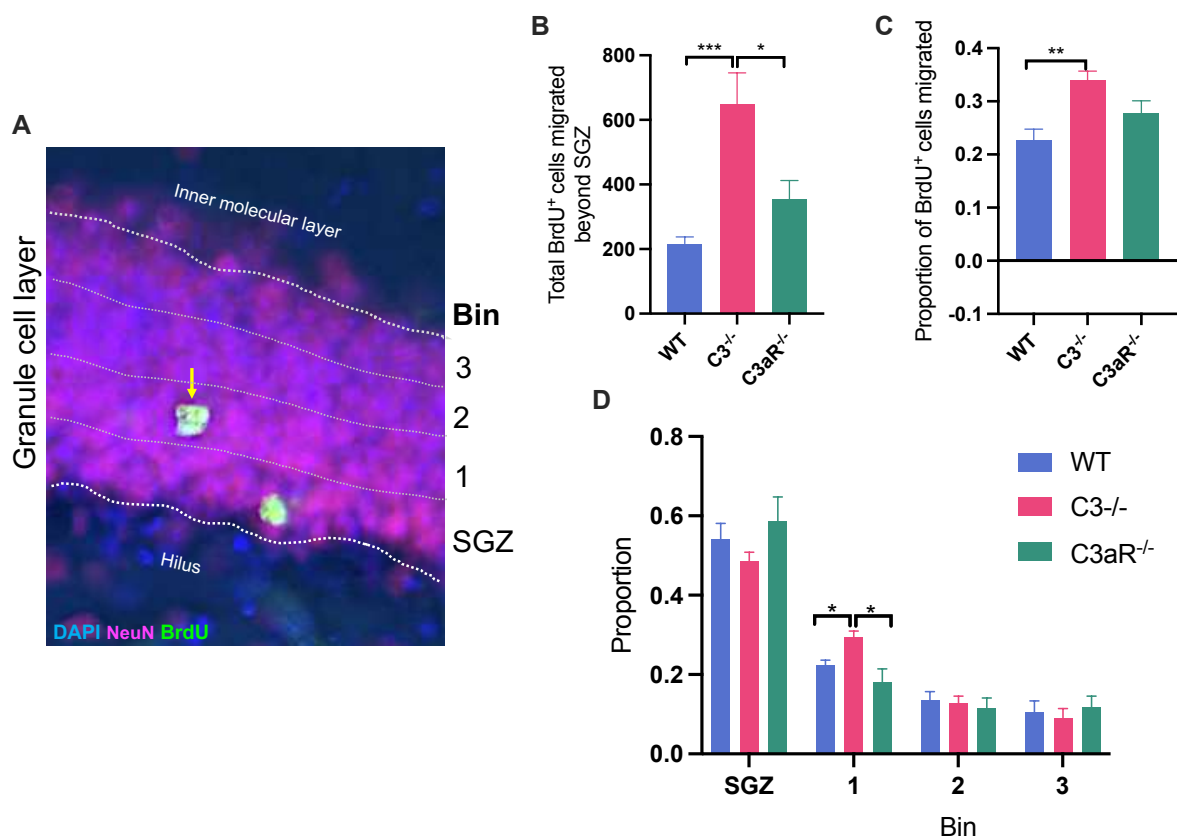 A
Inner molecular layer
Granule cell layer
Bin
3
2
1
SGZ
Hilus
DAPI NeuN BrdU
B
Total BrdU⁺ cells migrated
beyond SGZ
800
600
400
200
0
*** *
WT C3⁻/⁻ C3aR⁻/⁻
C
Proportion of BrdU⁺ cells migrated
0.4
0.3
0.2
0.1
0.0
-0.1
**
WT C3⁻/⁻ C3aR⁻/⁻
D
Proportion
0.8
0.6
0.4
0.2
0.0
* *
WT
C3-/-
C3aR⁻/⁻
SGZ 1 2 3
Bin